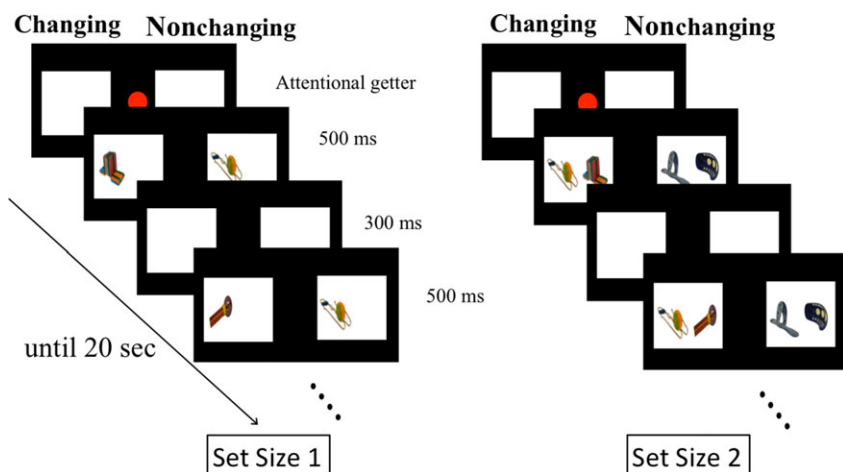 Changing Nonchanging
Attentional getter
500 ms
300 ms
500 ms
until 20 sec
Set Size 1
Changing Nonchanging
Set Size 2